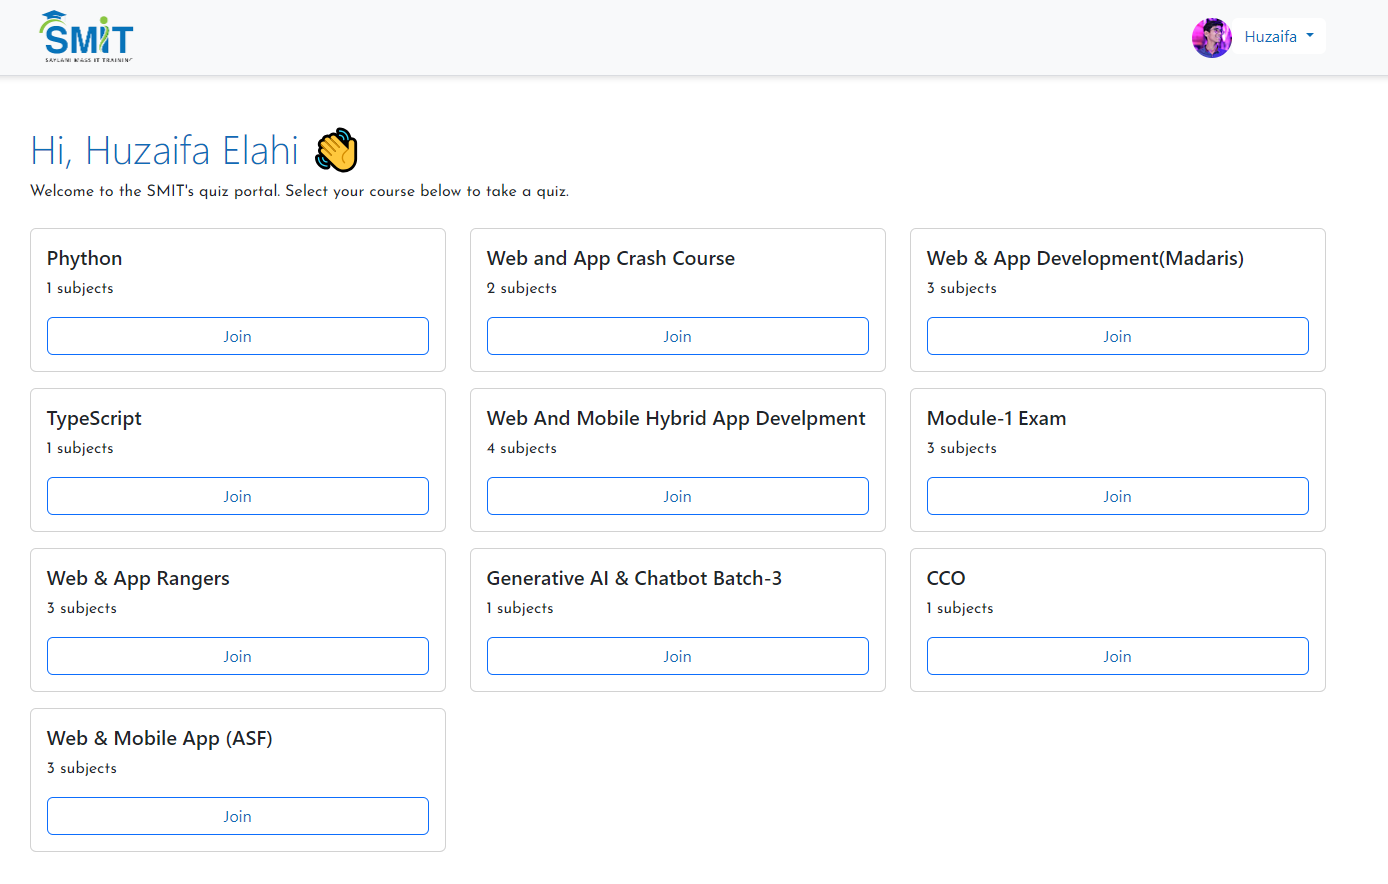 SMIT
SAYLANI MASS IT TRAINING
Huzaifa
Hi, Huzaifa Elahi
Welcome to the SMIT's quiz portal. Select your course below to take a quiz.
Phython
1 subjects
Join
Web and App Crash Course
2 subjects
Join
Web & App Development(Madaris)
3 subjects
Join
TypeScript
1 subjects
Join
Web And Mobile Hybrid App Develpment
4 subjects
Join
Module-1 Exam
3 subjects
Join
Web & App Rangers
3 subjects
Join
Generative AI & Chatbot Batch-3
1 subjects
Join
CCO
1 subjects
Join
Web & Mobile App (ASF)
3 subjects
Join